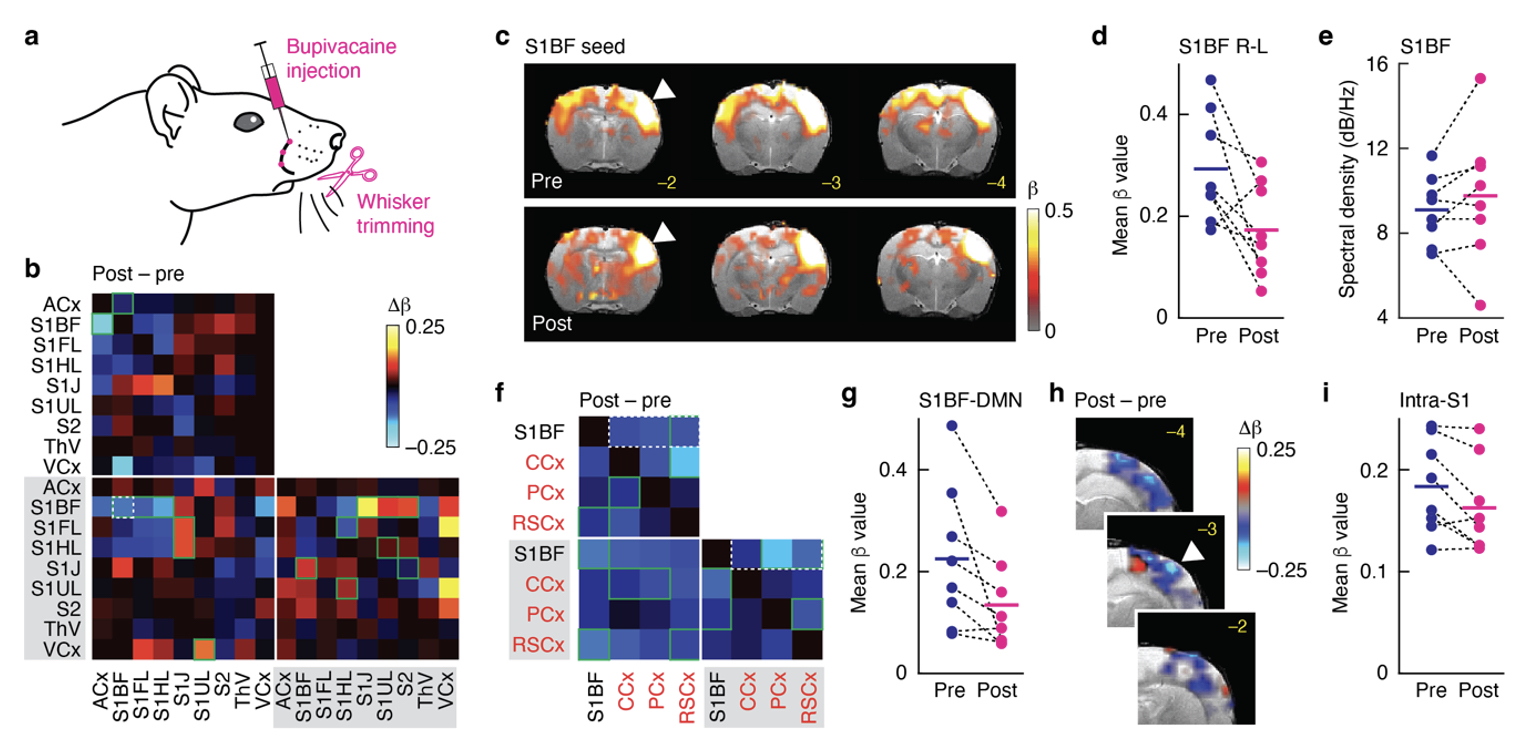 a
Bupivacaine
injection
Whisker
trimming
b
Post – pre
ACx
S1BF
S1FL
S1HL
S1J
S1UL
S2
ThV
VCx
ACx
S1BF
S1FL
S1HL
S1J
S1UL
S2
ThV
VCx
ACx
S1BF
S1FL
S1HL
S1J
S1UL
S2
ThV
VCx
ACx
S1BF
S1FL
S1HL
S1J
S1UL
S2
ThV
VCx
Δβ
0.25
–0.25
c
S1BF seed
Pre
–2
–3
–4
Post
β
0.5
0
d
S1BF R-L
Mean β value
0.4
0.2
0
Pre Post
e
S1BF
Spectral density (dB/Hz)
16
12
8
4
Pre Post
f
Post – pre
S1BF
CCx
PCx
RSCx
S1BF
CCx
PCx
RSCx
S1BF
CCx
PCx
RSCx
S1BF
CCx
PCx
RSCx
g
S1BF-DMN
Mean β value
0.4
0.2
0
Pre Post
h
Post – pre
–4
–3
–2
Δβ
0.25
–0.25
i
Intra-S1
Mean β value
0.2
0.1
0
Pre Post